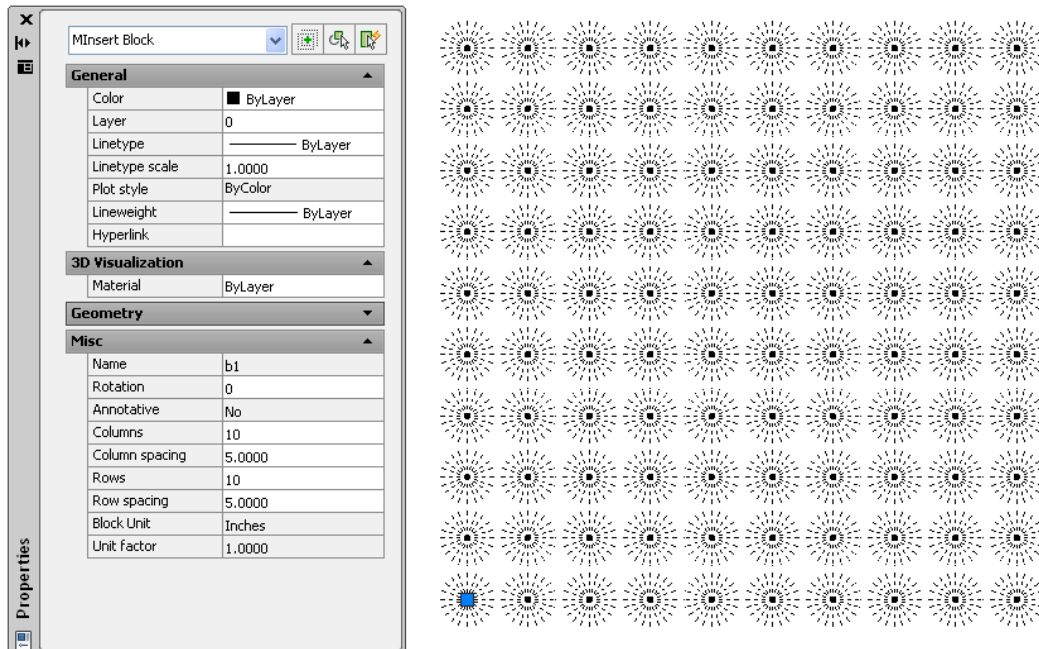 MInsert Block
General
Color ByLayer
Layer 0
Linetype ByLayer
Linetype scale 1.0000
Plot style ByColor
Lineweight ByLayer
Hyperlink
3D Visualization
Material ByLayer
Geometry
Misc
Name b1
Rotation 0
Annotative No
Columns 10
Column spacing 5.0000
Rows 10
Row spacing 5.0000
Block Unit Inches
Unit factor 1.0000
Properties